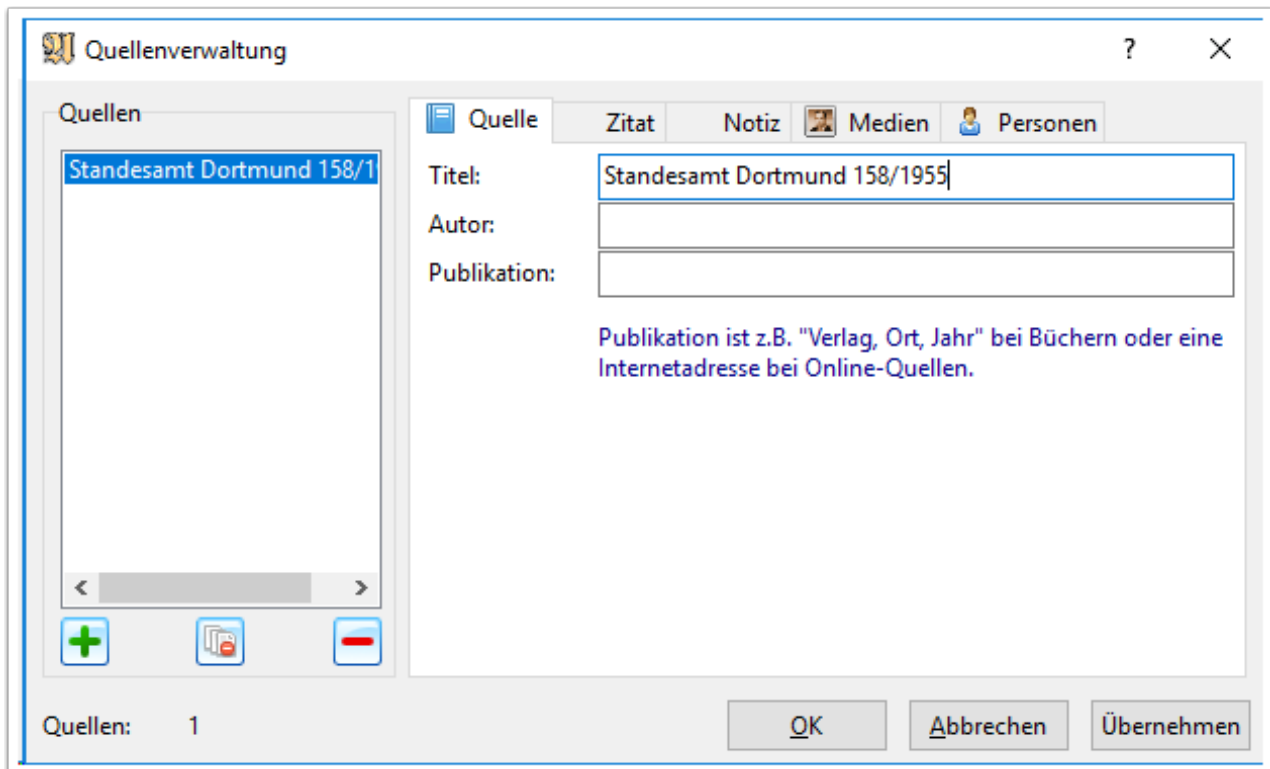 Quellenverwaltung
?
Quellen
Standesamt Dortmund 158/1
Quelle Zitat Notiz Medien Personen
Titel: Standesamt Dortmund 158/1955
Autor:
Publikation:
Publikation ist z.B. "Verlag, Ort, Jahr" bei Büchern oder eine
Internetadresse bei Online-Quellen.
Quellen: 1
OK Abbrechen Übernehmen